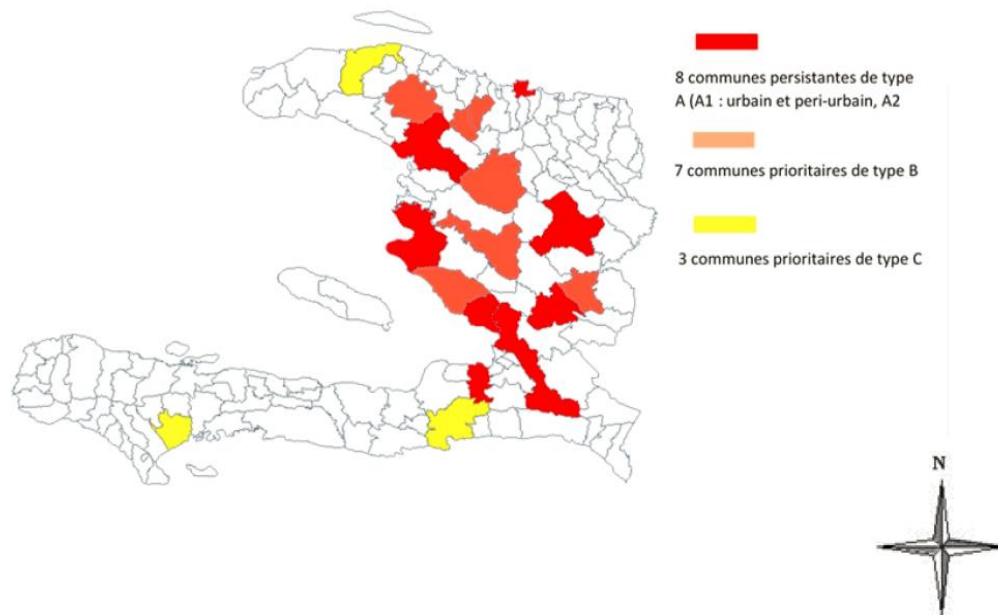 8 communes persistantes de type
A (A1 : urbain et peri-urbain, A2
7 communes prioritaires de type B
3 communes prioritaires de type C
N